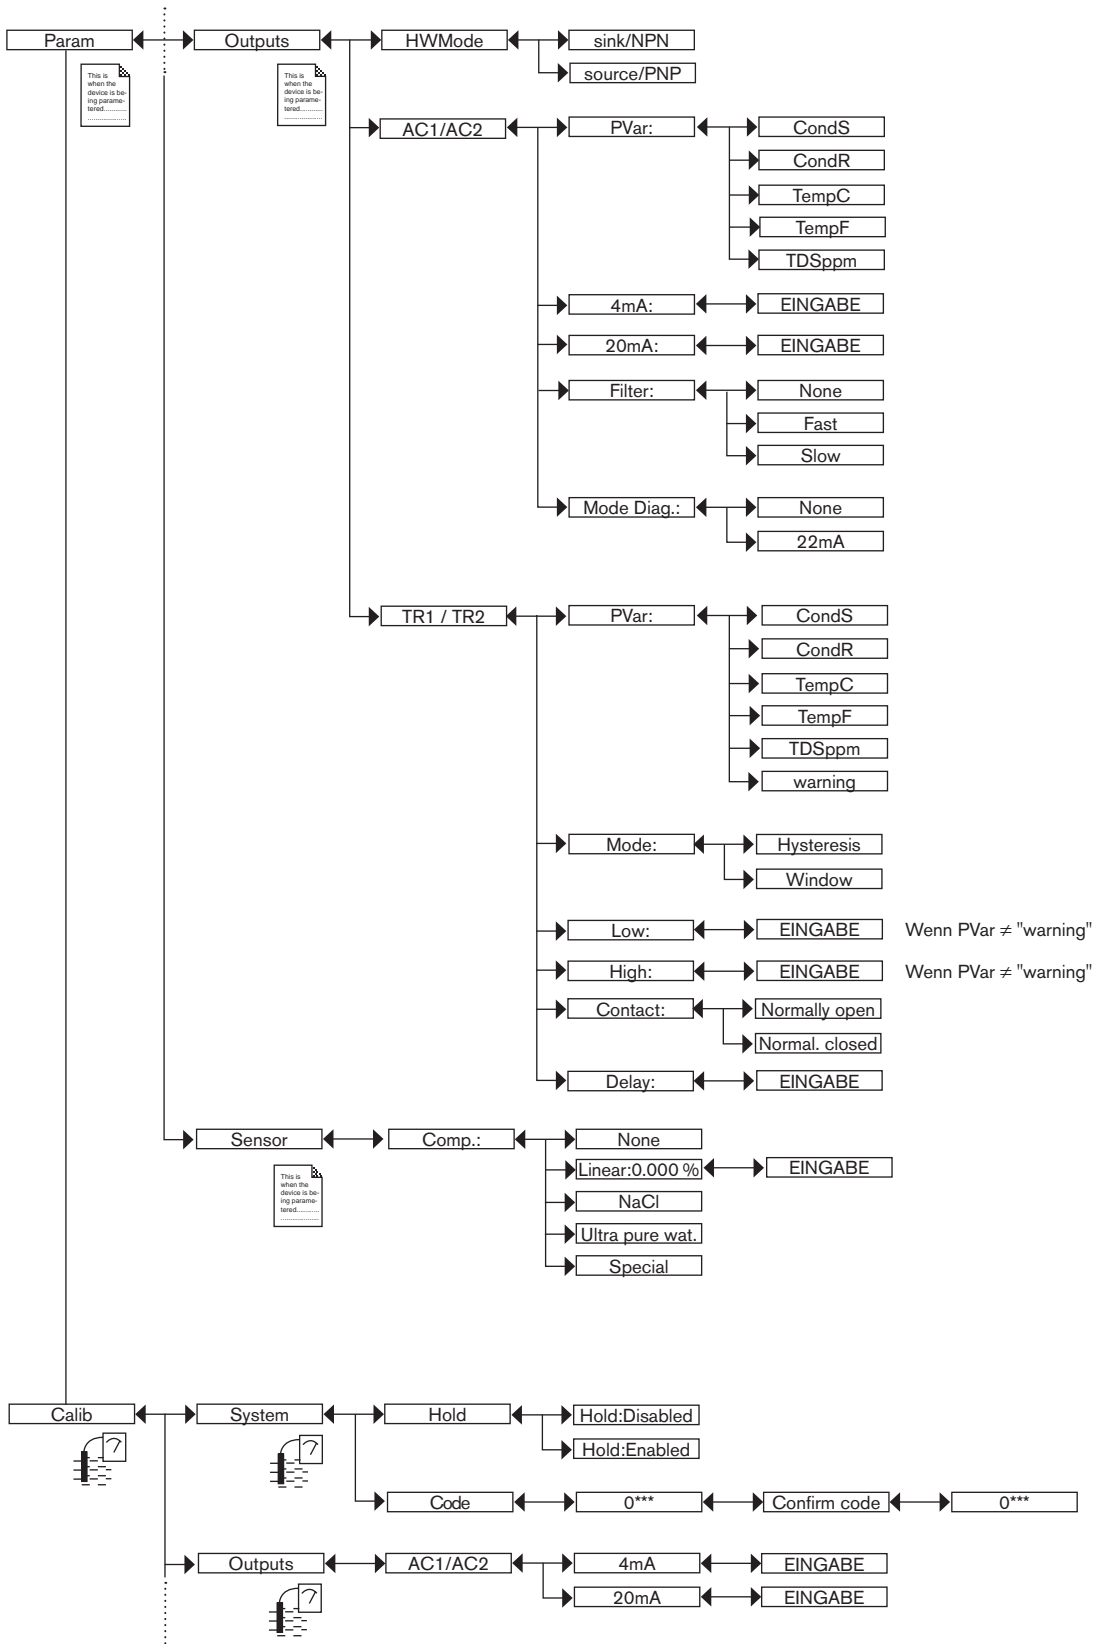 Param
Outputs
HWMode
sink/NPN
source/PNP
This is
when the
device is be-
ing parame-
tered............
......................
This is
when the
device is be-
ing parame-
tered............
......................
AC1/AC2
PVar:
CondS
CondR
TempC
TempF
TDSppm
4mA:
EINGABE
20mA:
EINGABE
Filter:
None
Fast
Slow
Mode Diag.:
None
22mA
TR1 / TR2
PVar:
CondS
CondR
TempC
TempF
TDSppm
warning
Mode:
Hysteresis
Window
Low:
EINGABE
Wenn PVar ≠ "warning"
High:
EINGABE
Wenn PVar ≠ "warning"
Contact:
Normally open
Normal. closed
Delay:
EINGABE
Sensor
Comp.:
None
Linear:0.000 %
EINGABE
NaCl
Ultra pure wat.
Special
This is
when the
device is be-
ing parame-
tered............
......................
Calib
System
Hold
Hold:Disabled
Hold:Enabled
Code
0***
Confirm code
0***
Outputs
AC1/AC2
4mA
EINGABE
20mA
EINGABE